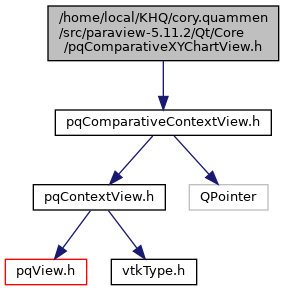 /home/local/KHQ/cory.quammen
/src/paraview-5.11.2/Qt/Core
/pqComparativeXYChartView.h
pqComparativeContextView.h
pqContextView.h
QPointer
pqView.h
vtkType.h